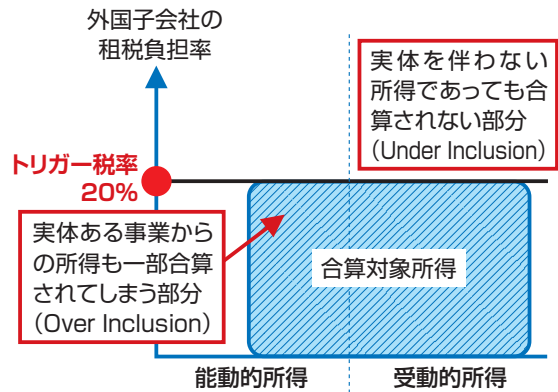 外国子会社の
租税負担率
実体を伴わない
所得であっても合
算されない部分
(Under Inclusion)
トリガー税率
20%
実体ある事業から
の所得も一部合算
されてしまう部分
(Over Inclusion)
合算対象所得
能動的所得
受動的所得